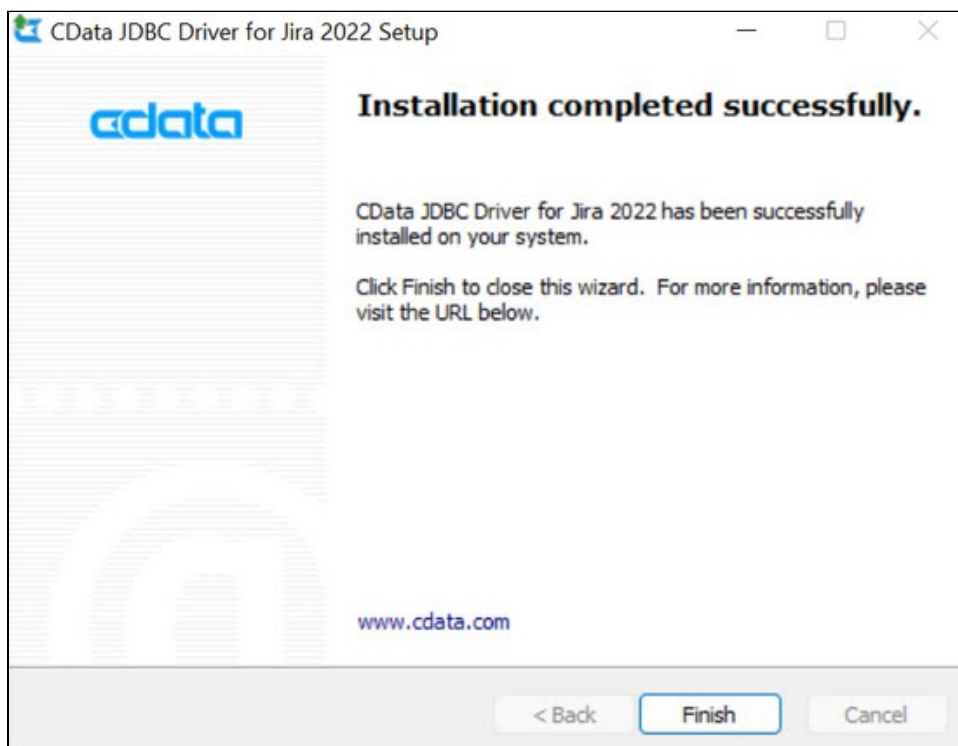 CData JDBC Driver for Jira 2022 Setup
cdata
Installation completed successfully.
CData JDBC Driver for Jira 2022 has been successfully
installed on your system.
Click Finish to close this wizard.  For more information, please
visit the URL below.
www.cdata.com
< Back
Finish
Cancel